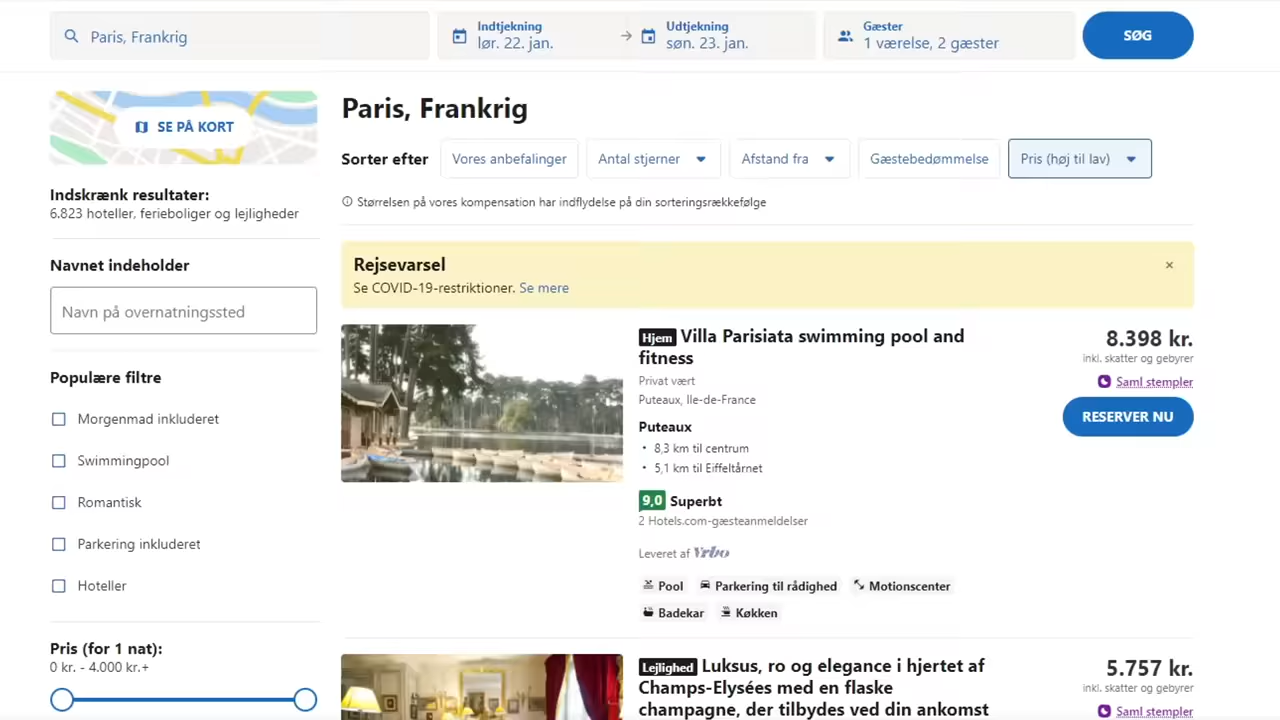 Paris, Frankrig
Indtjekning
lør. 22. jan.
Udtjekning
søn. 23. jan.
Gæster
1 værelse, 2 gæster
SØG
SE PÅ KORT
Indskrænk resultater:
6.823 hoteller, ferieboliger og lejligheder
Navnet indeholder
Navn på overnatningssted
Populære filtre
Morgenmad inkluderet
Swimmingpool
Romantisk
Parkering inkluderet
Hoteller
Pris (for 1 nat):
0 kr. - 4.000 kr.+
Paris, Frankrig
Sorter efter
Vores anbefalinger
Antal stjerner
Afstand fra
Gæstebedømmelse
Pris (høj til lav)
Størrelsen på vores kompensation har indflydelse på din sorteringsrækkefølge
Rejsevarsel
×
Se COVID-19-restriktioner. Se mere
Hjem Villa Parisiata swimming pool and
fitness
Privat vært
Puteaux, Ile-de-France
Puteaux
• 8,3 km til centrum
• 5,1 km til Eiffeltårnet
9,0 Superbt
2 Hotels.com-gæsteanmeldelser
Leveret af Vrbo
Pool
Parkering til rådighed
Motionscenter
Badekar
Køkken
8.398 kr.
inkl. skatter og gebyrer
Saml stempler
RESERVER NU
Lejlighed Luksus, ro og elegance i hjertet af
Champs-Elysées med en flaske
champagne, der tilbydes ved din ankomst
5.757 kr.
inkl. skatter og gebyrer
Saml stempler